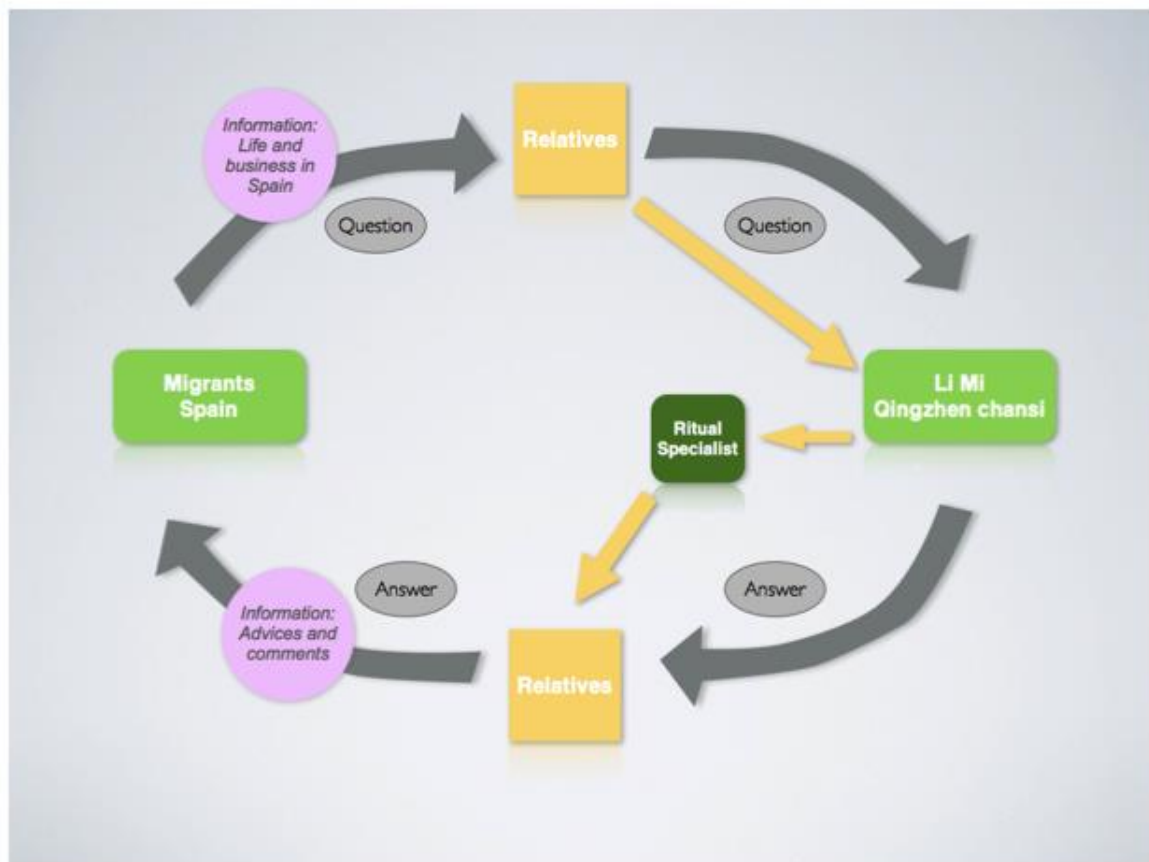 Information:
Life and
business in
Spain
Relatives
Question
Question
Migrants
Spain
Li Mi
Qingzhen chansi
Ritual
Specialist
Answer
Answer
Information:
Advices and
comments
Relatives